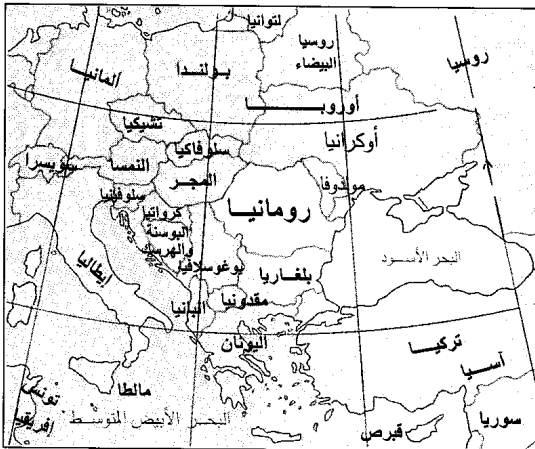 لتوانيا
روسيا
البيضاء
روسيا
ألمانيا
بولندا
أوروبا
تشيكيا
أوكرانيا
سلوفاكيا
سويسرا
النمسا
المجر
مولدوفا
سلوفينيا
رومانيا
كرواتيا
البوسنة
والهرسك
يوغوسلافيا
البحر الأسود
بلغاريا
إيطاليا
مقدونيا
ألبانيا
اليونان
تركيا
آسيا
تونس
مالطا
إفريقيا
البحر الأبيض المتوسط
قبرص
سوريا